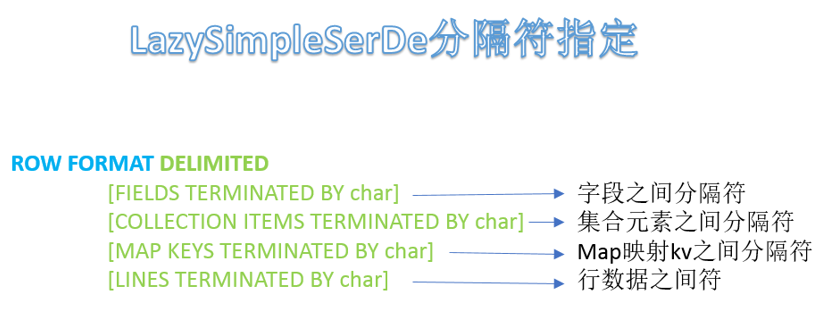 LazySimpleSerDe分隔符指定
ROW FORMAT DELIMITED
[FIELDS TERMINATED BY char] 字段之间分隔符
[COLLECTION ITEMS TERMINATED BY char] 集合元素之间分隔符
[MAP KEYS TERMINATED BY char] Map映射kv之间分隔符
[LINES TERMINATED BY char] 行数据之间符